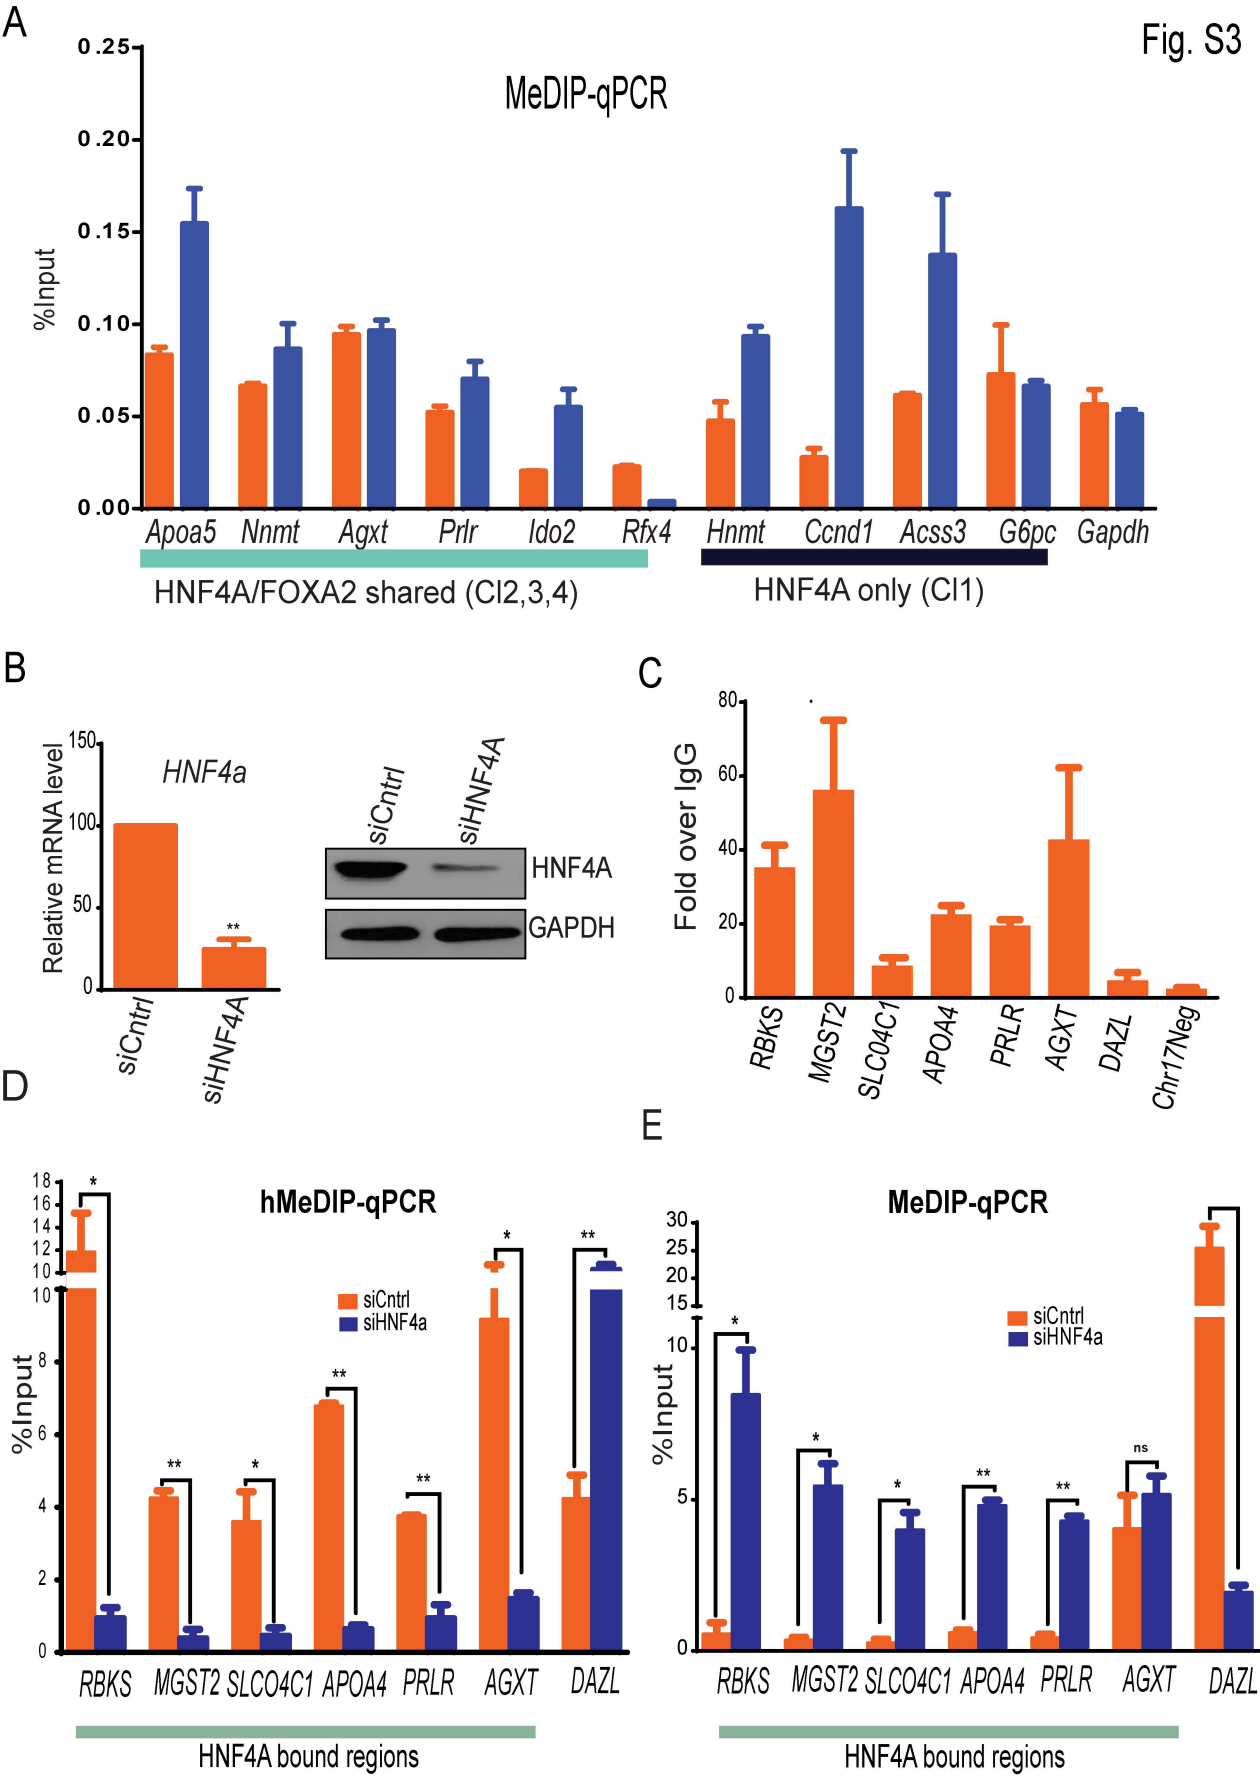 A
Fig. S3
MeDIP-qPCR
%Input
0.25
0.20
0.15
0.10
0.05
0.00
Apoa5 Nnmt Agxt Prlr Ido2 Rfx4 Hnmt Ccnd1 Acss3 G6pc Gapdh
HNF4A/FOXA2 shared (Cl2,3,4)
HNF4A only (Cl1)
B
Relative mRNA level
150
100
50
0
HNF4a
**
siCntrl
siHNF4A
siCntrl
siHNF4A
HNF4A
GAPDH
C
Fold over IgG
80
60
40
20
0
RBKS
MGST2
SLC04C1
APOA4
PRLR
AGXT
DAZL
Chr17Neg
D
hMeDIP-qPCR
%Input
18
16
14
12
10
10
8
6
4
2
0
* ** * ** ** * **
siCntrl
siHNF4a
RBKS MGST2 SLCO4C1 APOA4 PRLR AGXT DAZL
HNF4A bound regions
E
MeDIP-qPCR
%Input
30
25
20
15
10
5
0
* * * ** ** ns
siCntrl
siHNF4a
RBKS MGST2 SLCO4C1 APOA4 PRLR AGXT DAZL
HNF4A bound regions